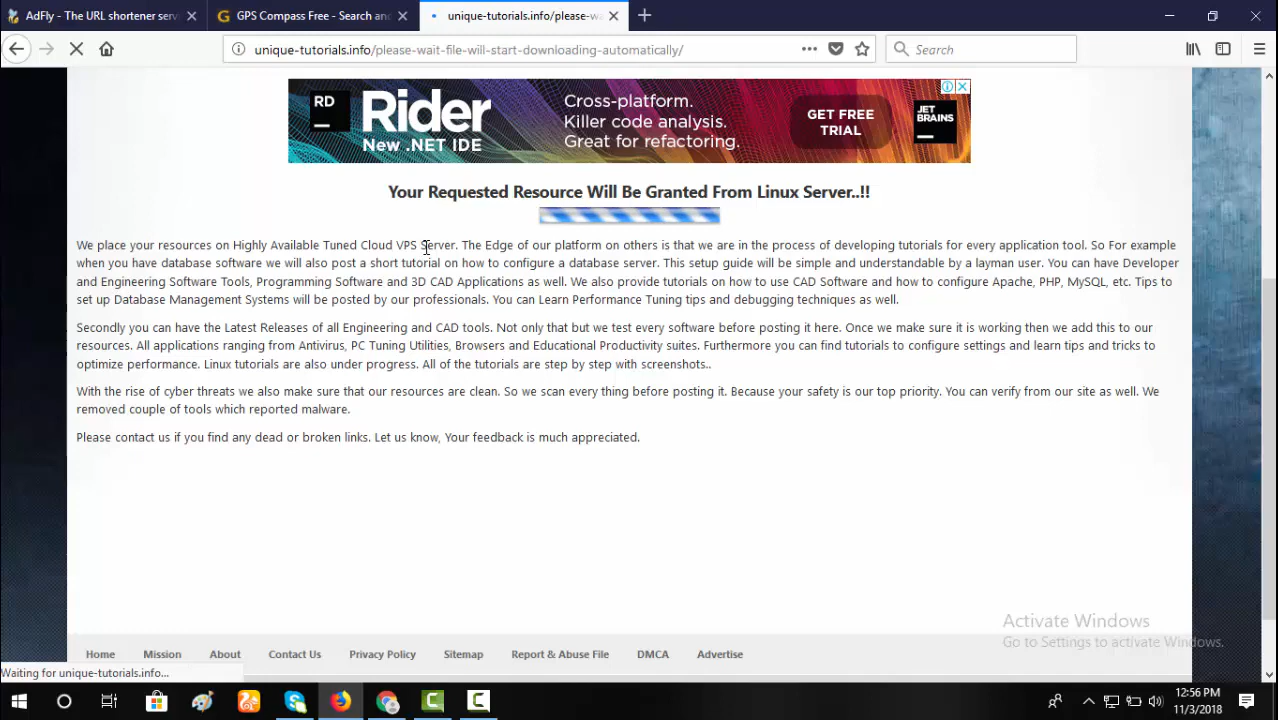 AdFly - The URL shortener serv
GPS Compass Free - Search and
unique-tutorials.info/please-wa
unique-tutorials.info/please-wait-file-will-start-downloading-automatically/
Search
RD
Rider
New .NET IDE
Cross-platform.
Killer code analysis.
Great for refactoring.
GET FREE
TRIAL
JET
BRAINS
Your Requested Resource Will Be Granted From Linux Server..!!
We place your resources on Highly Available Tuned Cloud VPS Server. The Edge of our platform on others is that we are in the process of developing tutorials for every application tool. So For example
when you have database software we will also post a short tutorial on how to configure a database server. This setup guide will be simple and understandable by a layman user. You can have Developer
and Engineering Software Tools, Programming Software and 3D CAD Applications as well. We also provide tutorials on how to use CAD Software and how to configure Apache, PHP, MySQL, etc. Tips to
set up Database Management Systems will be posted by our professionals. You can Learn Performance Tuning tips and debugging techniques as well.
Secondly you can have the Latest Releases of all Engineering and CAD tools. Not only that but we test every software before posting it here. Once we make sure it is working then we add this to our
resources. All applications ranging from Antivirus, PC Tuning Utilities, Browsers and Educational Productivity suites. Furthermore you can find tutorials to configure settings and learn tips and tricks to
optimize performance. Linux tutorials are also under progress. All of the tutorials are step by step with screenshots..
With the rise of cyber threats we also make sure that our resources are clean. So we scan every thing before posting it. Because your safety is our top priority. You can verify from our site as well. We
removed couple of tools which reported malware.
Please contact us if you find any dead or broken links. Let us know, Your feedback is much appreciated.
Activate Windows
Go to Settings to activate Windows.
Home Mission About Contact Us Privacy Policy Sitemap Report & Abuse File DMCA Advertise
Waiting for unique-tutorials.info...
12:56 PM
11/3/2018